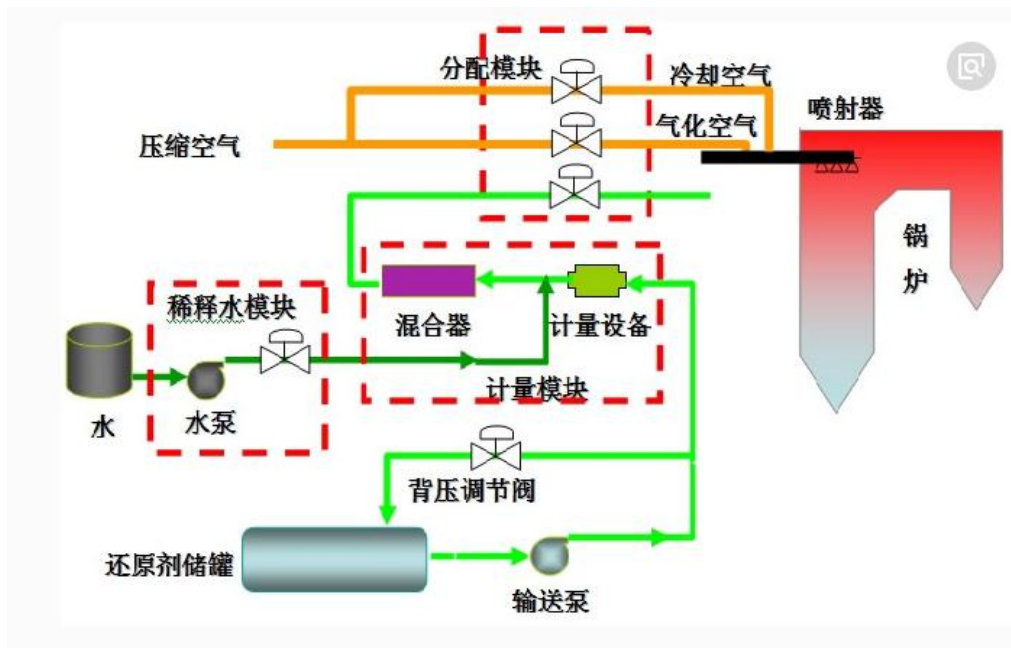 分配模块
冷却空气
喷射器
压缩空气
气化空气
锅
炉
稀释水模块
混合器
计量设备
计量模块
水
水泵
背压调节阀
还原剂储罐
输送泵